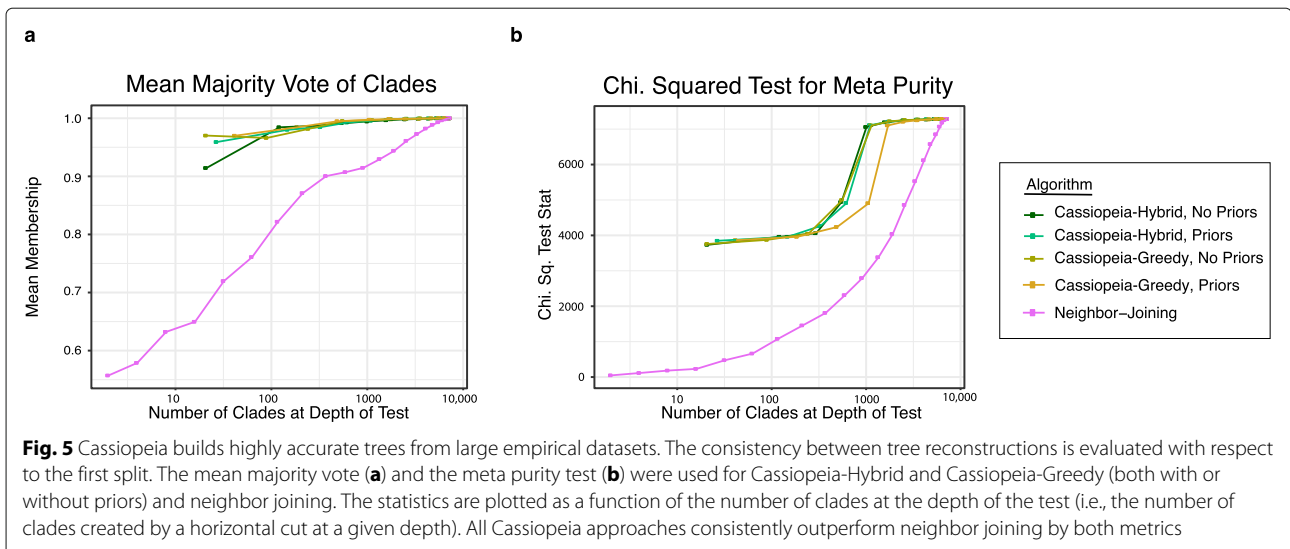 a
b
Mean Majority Vote of Clades
Mean Membership
1.0
0.9
0.8
0.7
0.6
10
100
1000
10,000
Number of Clades at Depth of Test
Chi. Squared Test for Meta Purity
Chi. Sq. Test Stat
6000
4000
2000
0
10
100
1000
10,000
Number of Clades at Depth of Test
Algorithm
Cassiopeia-Hybrid, No Priors
Cassiopeia-Hybrid, Priors
Cassiopeia-Greedy, No Priors
Cassiopeia-Greedy, Priors
Neighbor–Joining
Fig. 5 Cassiopeia builds highly accurate trees from large empirical datasets. The consistency between tree reconstructions is evaluated with respect
to the first split. The mean majority vote (a) and the meta purity test (b) were used for Cassiopeia-Hybrid and Cassiopeia-Greedy (both with or
without priors) and neighbor joining. The statistics are plotted as a function of the number of clades at the depth of the test (i.e., the number of
clades created by a horizontal cut at a given depth). All Cassiopeia approaches consistently outperform neighbor joining by both metrics